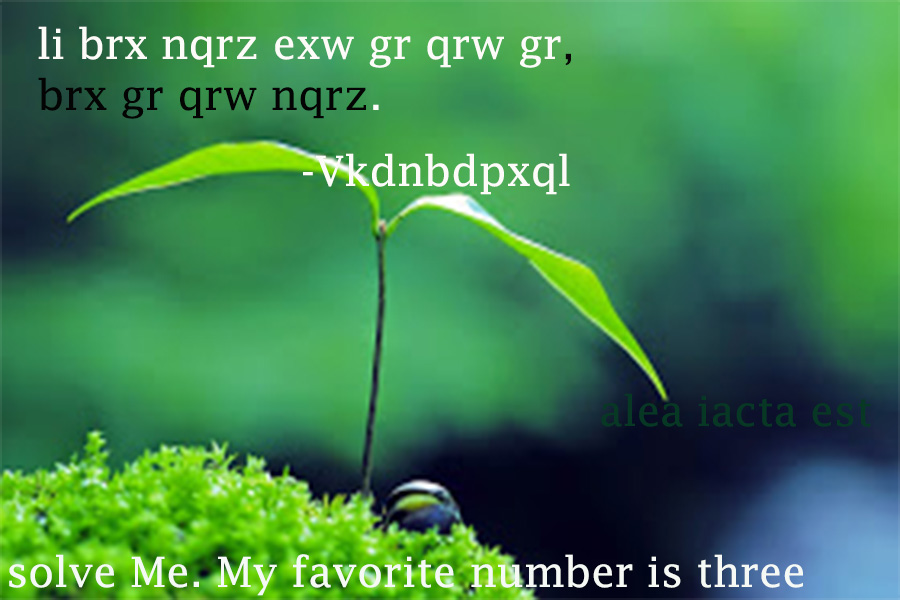 li brx nqrz exw gr qrw gr,
brx gr qrw nqrz.
-Vkdnbdpxql
alea iacta est
solve Me. My favorite number is three